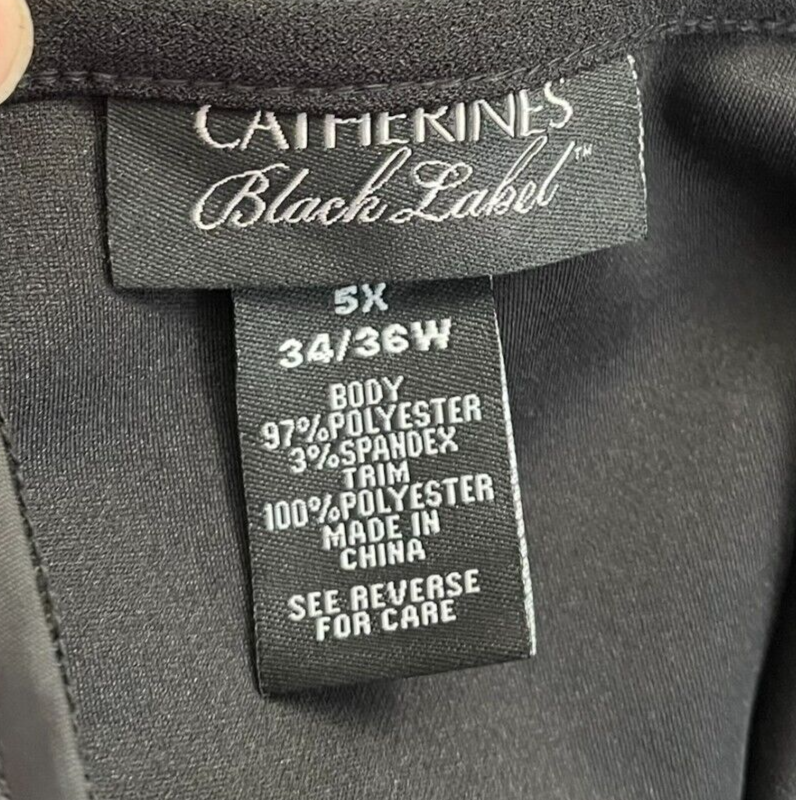 CATHERINES
Black Label™
5X
34/36W
BODY
97%POLYESTER
3%SPANDEX
TRIM
100%POLYESTER
MADE IN
CHINA
SEE REVERSE
FOR CARE